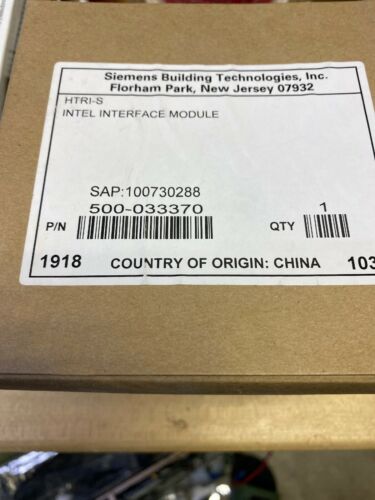 Siemens Building Technologies, Inc.
Florham Park, New Jersey 07932
HTRI-S
INTEL INTERFACE MODULE
SAP:100730288
500-033370 1
P/N QTY
1918 COUNTRY OF ORIGIN: CHINA 103